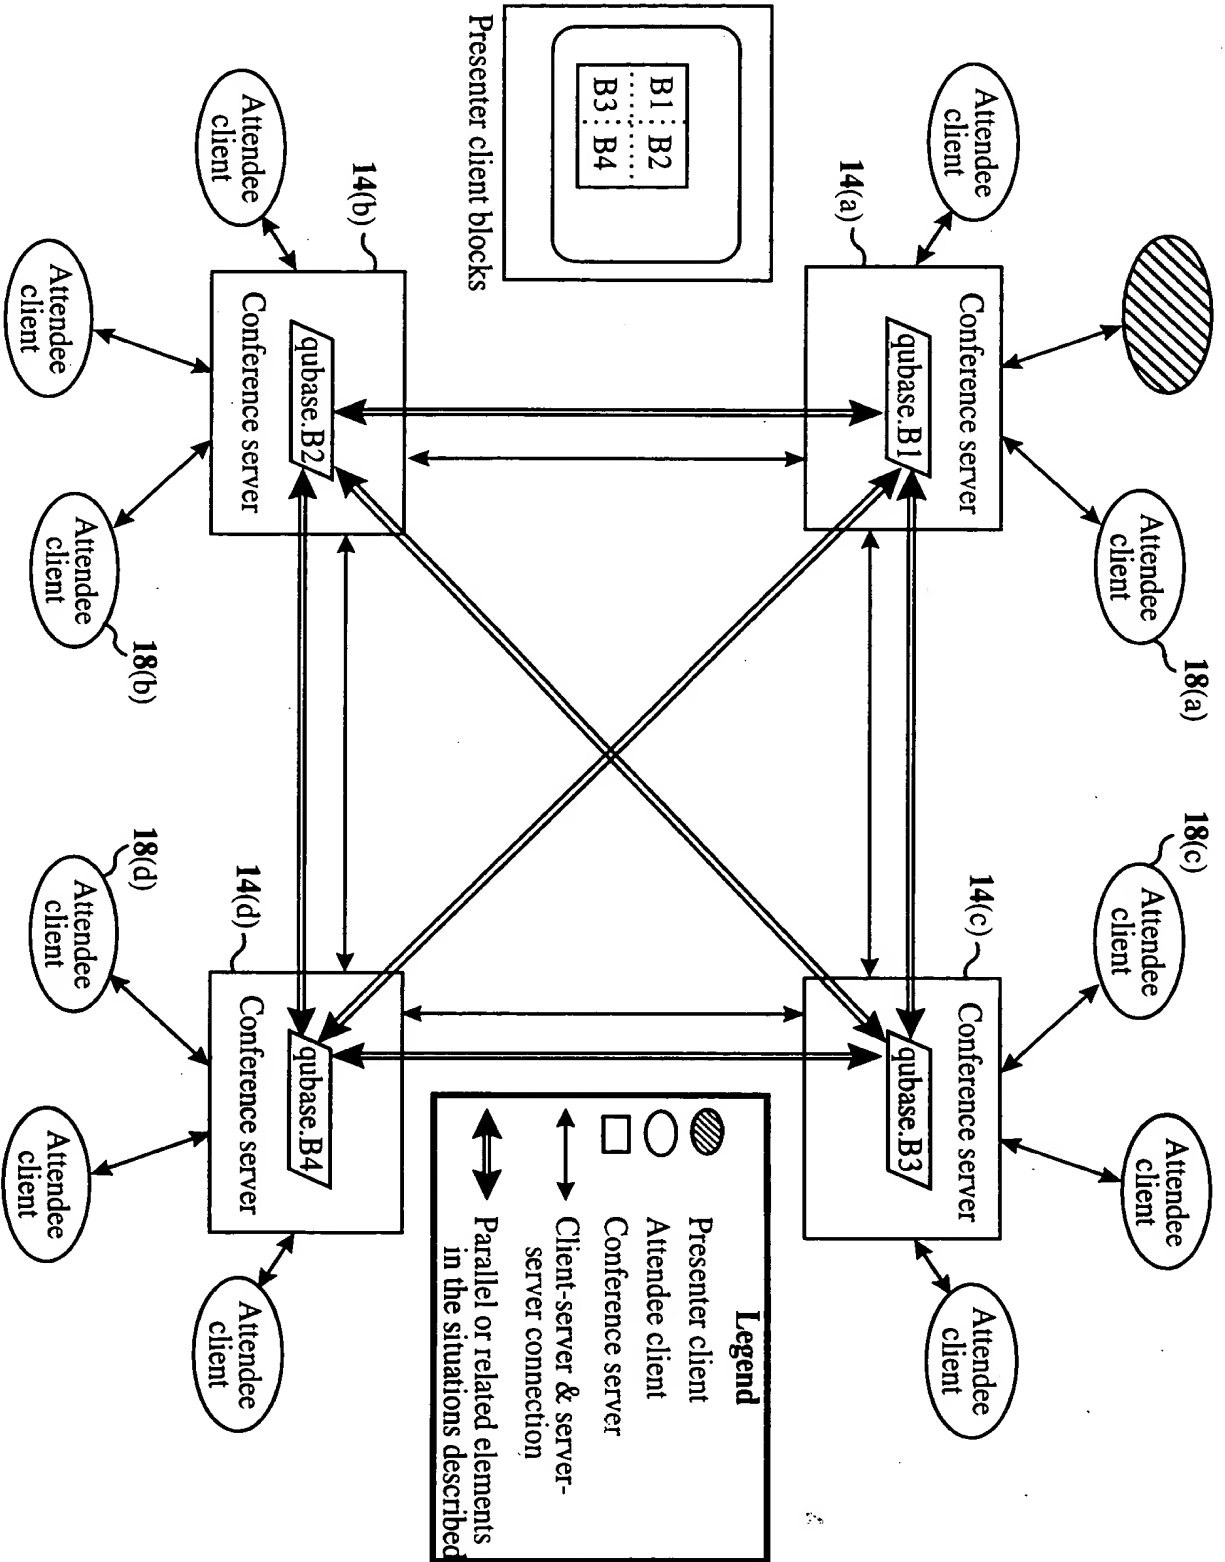 Attendee
client
14(a)
Conference server
qubase.B1
Attendee
client
18(a)
18(c)
Attendee
client
14(c)
Conference server
qubase.B3
Attendee
client
Attendee
client
B1
B2
B3
B4
Presenter client blocks
Legend
Presenter client
Attendee client
Conference server
Client-server & server-
server connection
Parallel or related elements
in the situations described
Attendee
client
14(b)
qubase.B2
Conference server
Attendee
client
Attendee
client
18(b)
18(d)
Attendee
client
14(d)
qubase.B4
Conference server
Attendee
client
Attendee
client